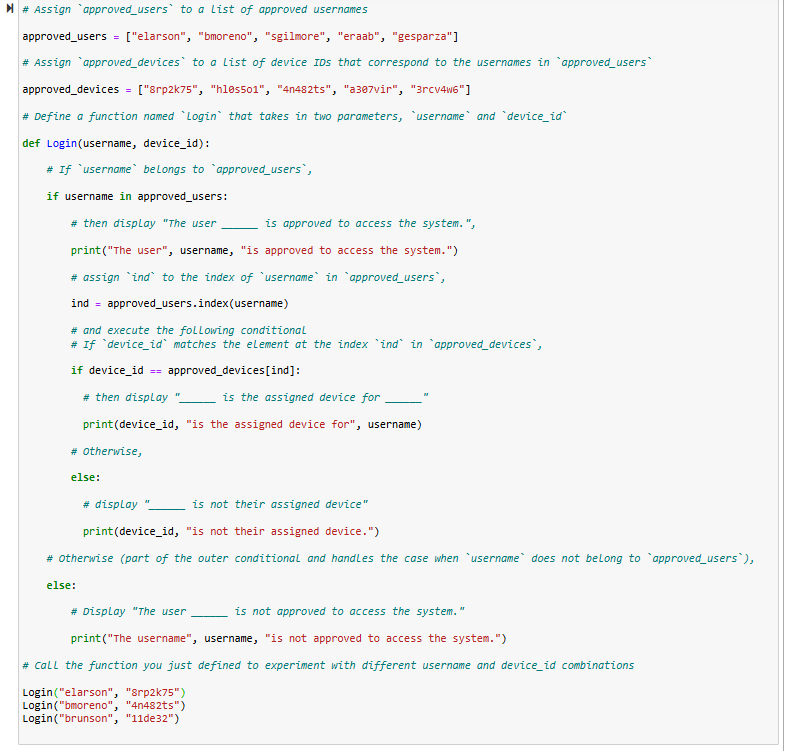 # Assign `approved_users` to a list of approved usernames
approved_users = ["elarson", "bmoreno", "sgilmore", "eraab", "gesparza"]
# Assign `approved_devices` to a list of device IDs that correspond to the usernames in `approved_users`
approved_devices = ["8rp2k75", "hl0s5o1", "4n482ts", "a307vir", "3rcv4w6"]
# Define a function named `login` that takes in two parameters, `username` and `device_id`
def Login(username, device_id):
# If `username` belongs to `approved_users`,
if username in approved_users:
# then display "The user ______ is approved to access the system.",
print("The user", username, "is approved to access the system.")
# assign `ind` to the index of `username` in `approved_users`,
ind = approved_users.index(username)
# and execute the following conditional
# If `device_id` matches the element at the index `ind` in `approved_devices`,
if device_id == approved_devices[ind]:
# then display "______ is the assigned device for ______"
print(device_id, "is the assigned device for", username)
# Otherwise,
else:
# display "______ is not their assigned device"
print(device_id, "is not their assigned device.")
# Otherwise (part of the outer conditional and handles the case when `username` does not belong to `approved_users`),
else:
# Display "The user ______ is not approved to access the system."
print("The username", username, "is not approved to access the system.")
# Call the function you just defined to experiment with different username and device_id combinations
Login("elarson", "8rp2k75")
Login("bmoreno", "4n482ts")
Login("brunson", "11de32")